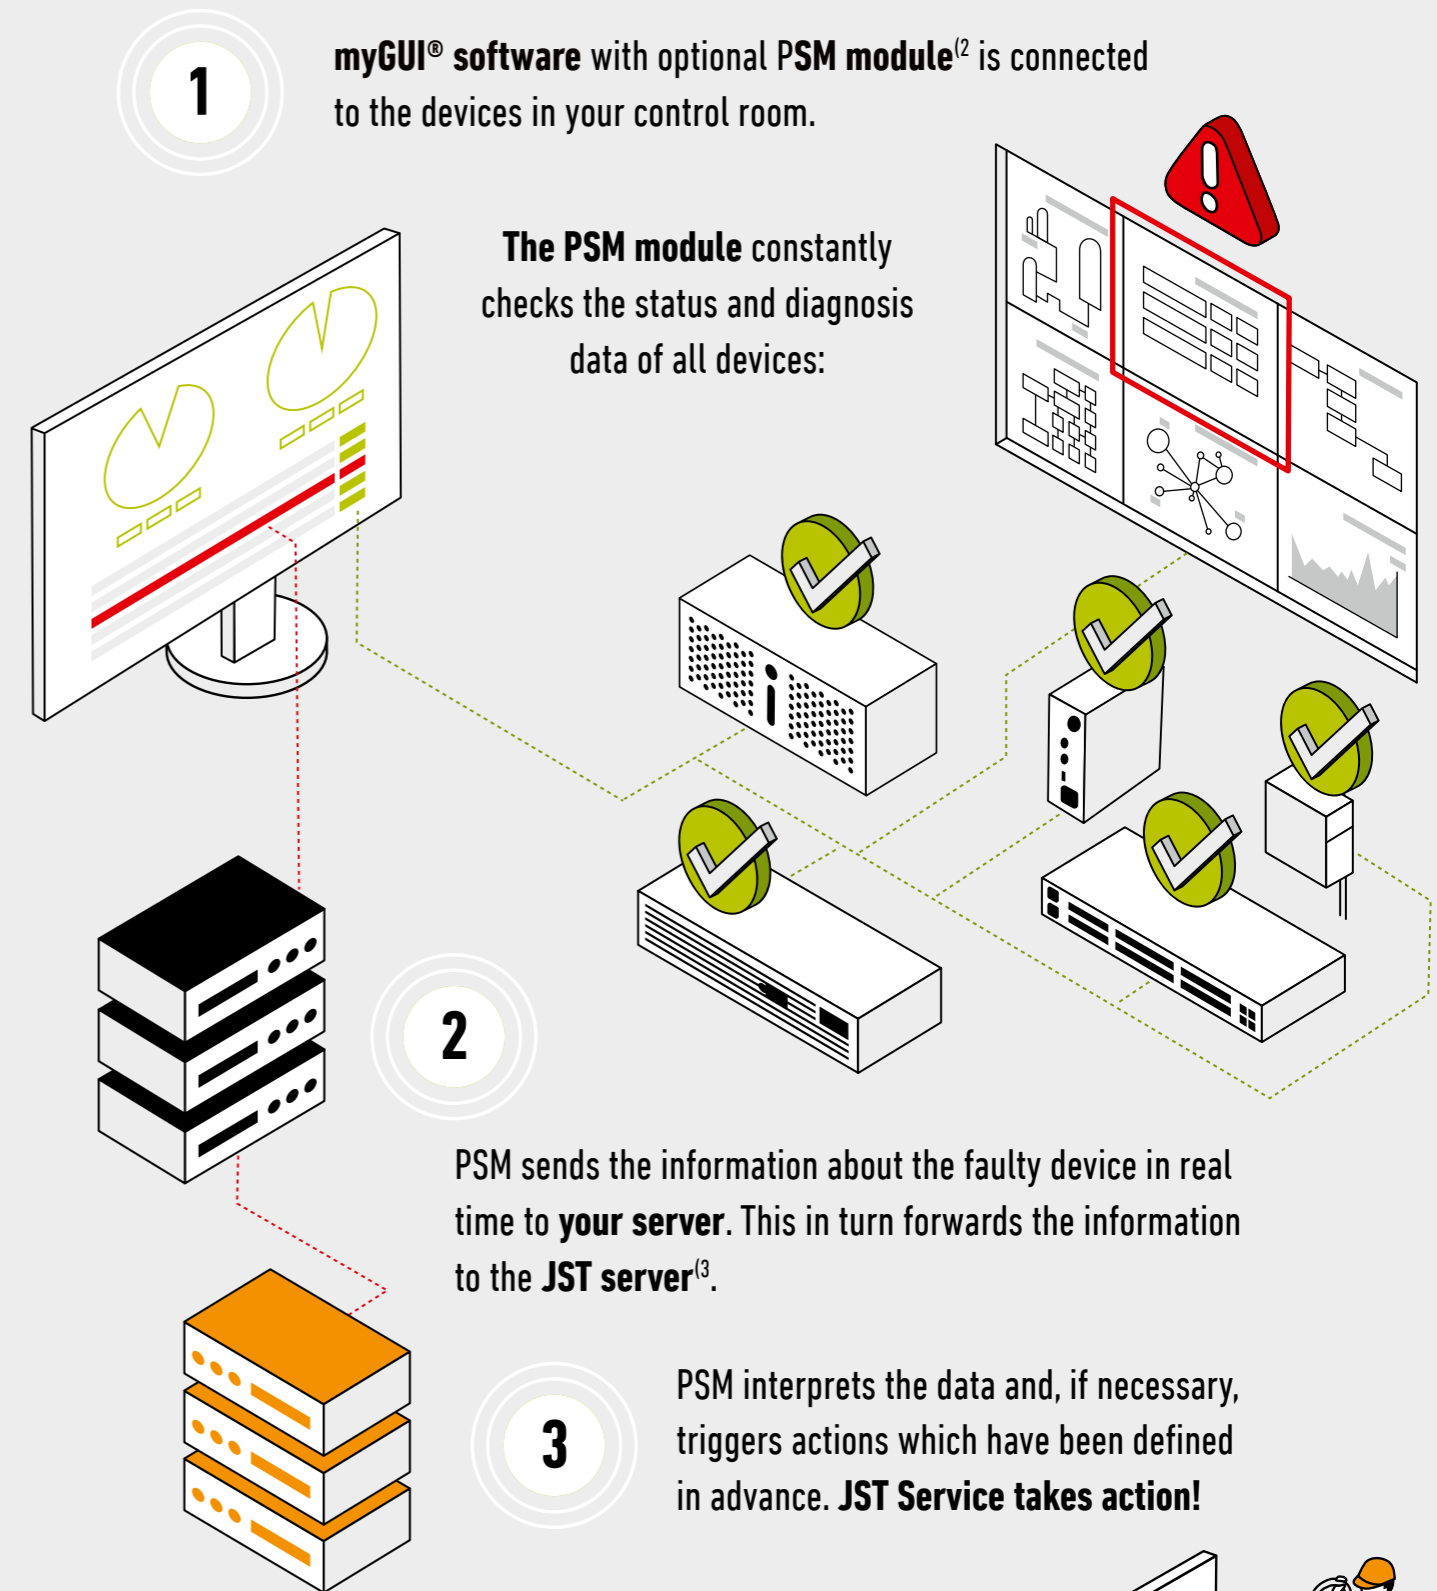 1
myGUI® software with optional PSM module(2 is connected
to the devices in your control room.
The PSM module constantly
checks the status and diagnosis
data of all devices:
2
PSM sends the information about the faulty device in real
time to your server. This in turn forwards the information
to the JST server(3.
3
PSM interprets the data and, if necessary,
triggers actions which have been defined
in advance. JST Service takes action!